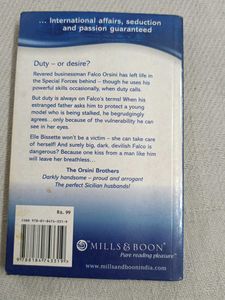 ... International affairs, seduction
and passion guaranteed
Duty – or desire?
Revered businessman Falco Orsini has left life in
the Special Forces behind – though he uses his
powerful skills occasionally, when duty calls.
But duty is always on Falco's terms! When his
estranged father asks him to protect a young
model who is being stalked, he begrudgingly
agrees...only because of the vulnerability he can
see in her eyes.
Elle Bissette won't be a victim – she can take
care of herself! And surely big, dark, devilish Falco
is dangerous? Because one kiss from a man like him
will leave her breathless...
The Orsini Brothers
Darkly handsome – proud and arrogant
The perfect Sicilian husbands!
Rs. 99
9 788184 743319
MILLS & BOON
Pure reading pleasure™
www.millsandboonindia.com